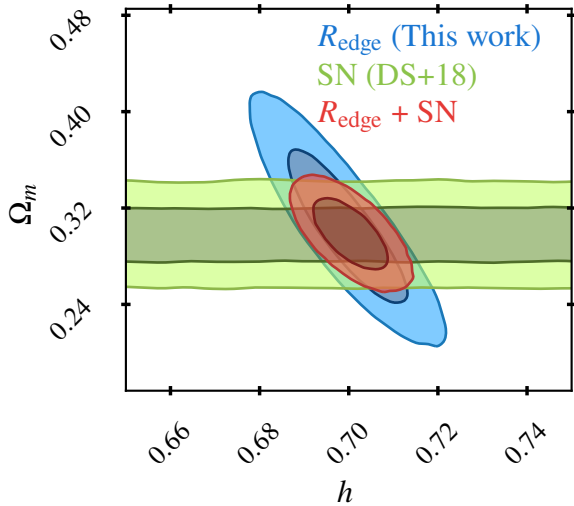 R_edge (This work)
SN (DS+18)
R_edge + SN
0.48
0.40
0.32
0.24
Ω_m
0.66
0.68
0.70
0.72
0.74
h